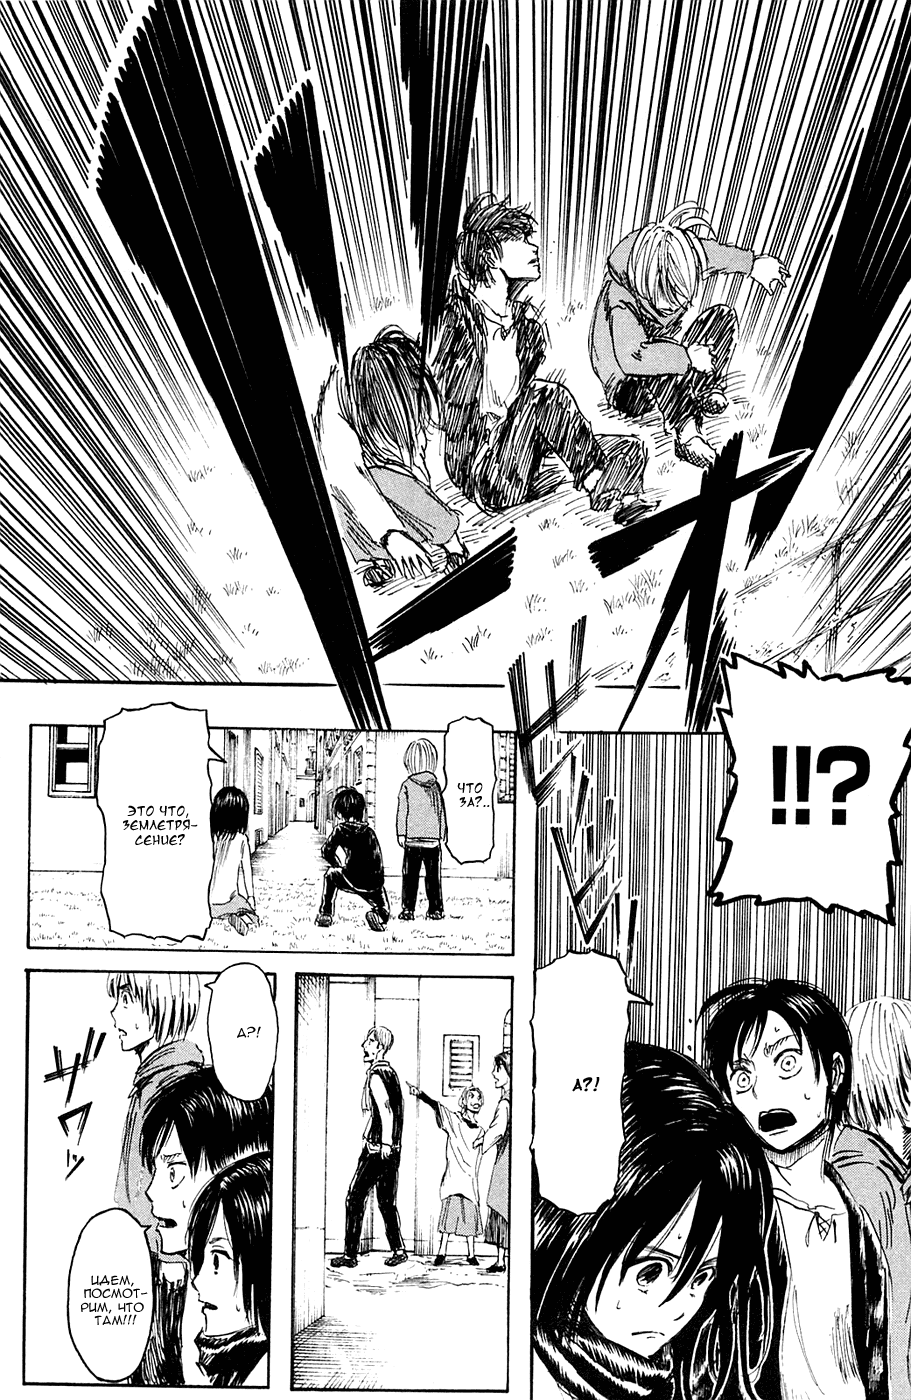 !!?
А?!
ЧТО
ЗА?..
ЭТО ЧТО,
ЗЕМЛЕТРЯ-
СЕНИЕ?
А?!
ИДЕМ,
ПОСМОТ-
РИМ, ЧТО
ТАМ!!!